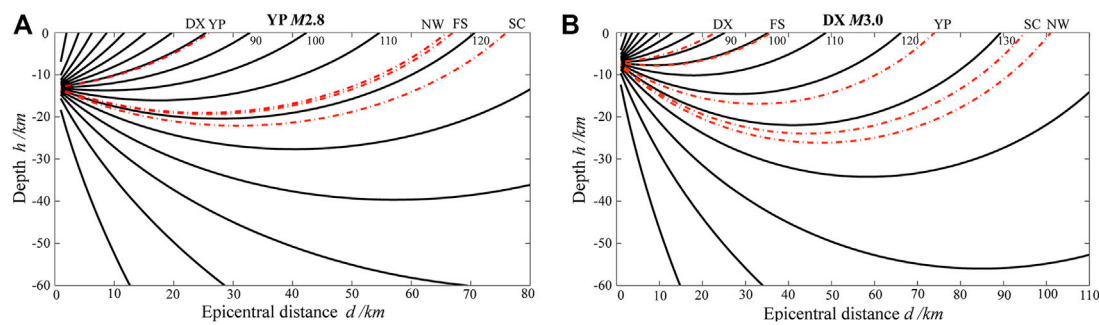 A
YP M2.8
DX YP
NW FS SC
90 100 110 120
0
-10
-20
-30
-40
-50
-60
Depth h /km
0 10 20 30 40 50 60 70 80
Epicentral distance d /km
B
DX M3.0
DX FS YP SC NW
90 100 110 120 130
0
-10
-20
-30
-40
-50
-60
Depth h /km
0 10 20 30 40 50 60 70 80 90 100 110
Epicentral distance d /km